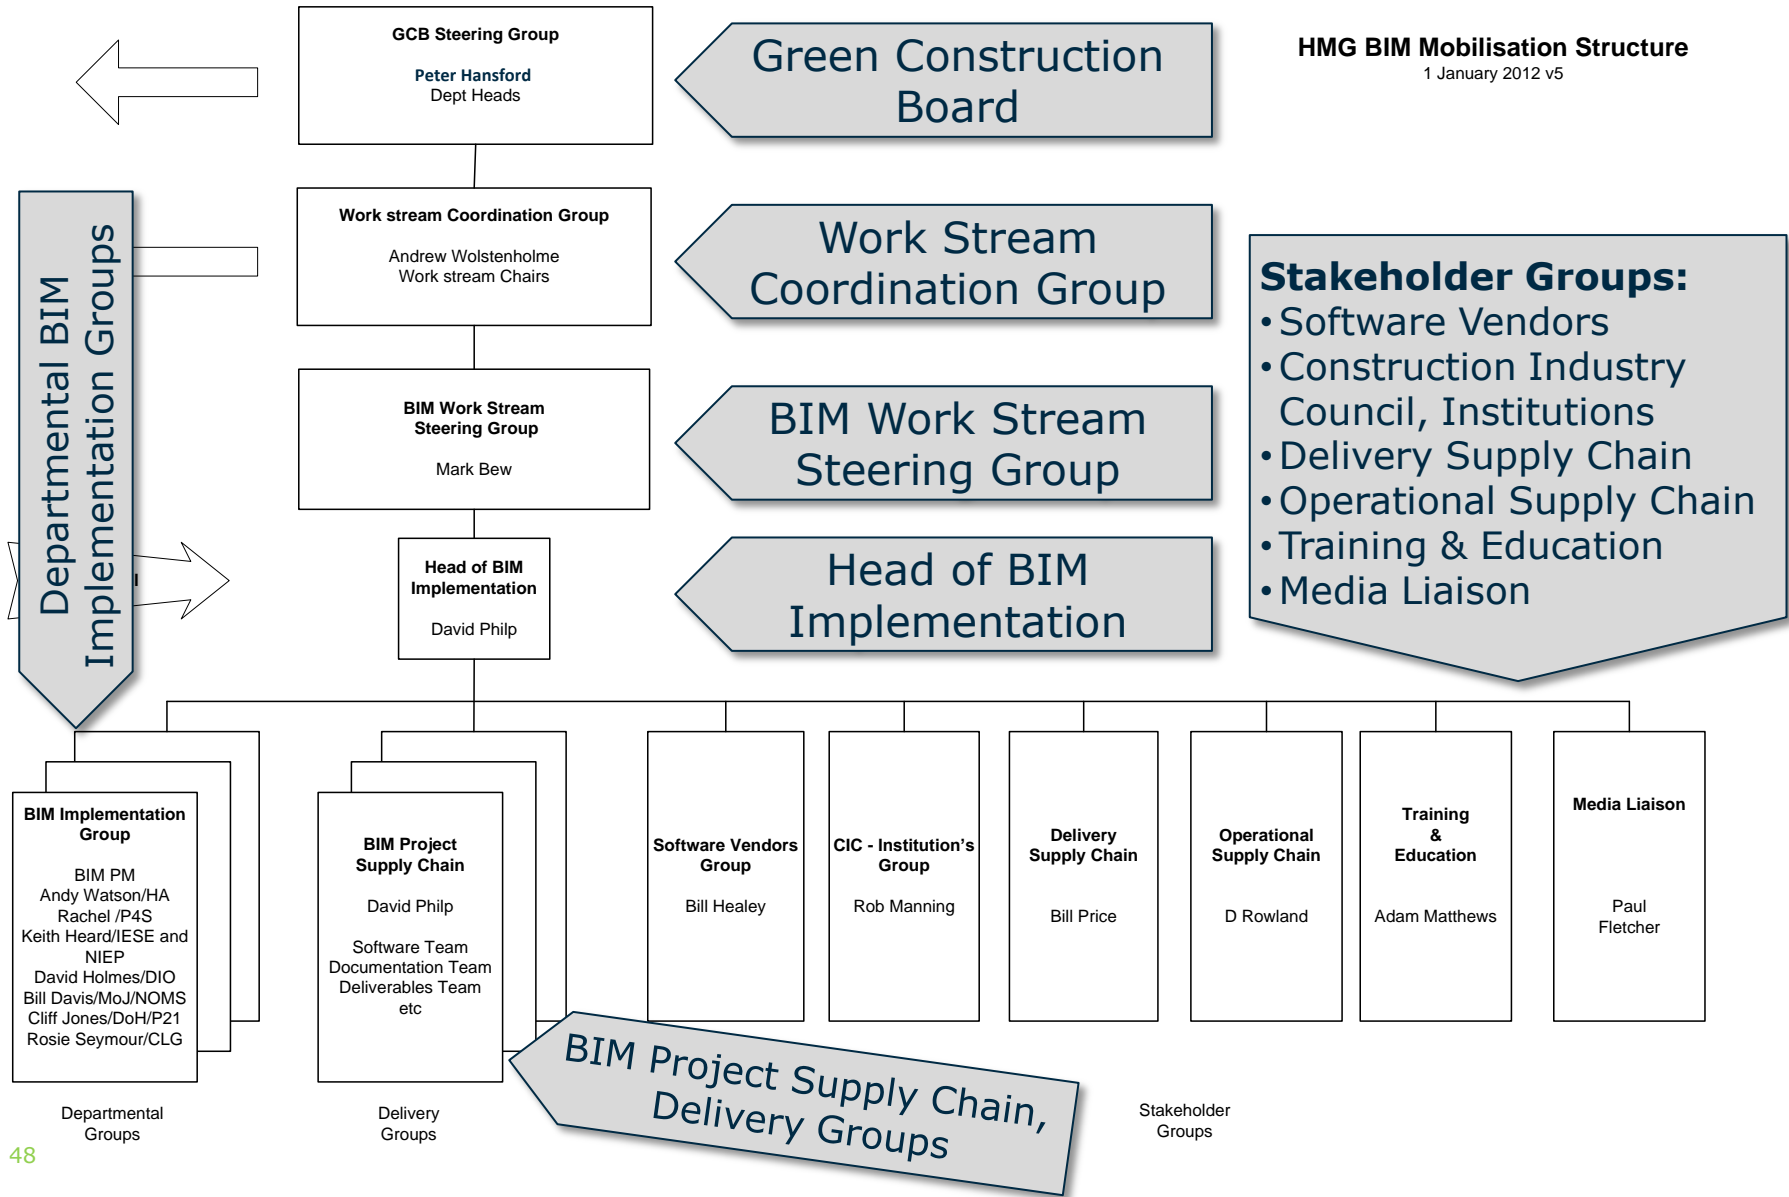 GCB Steering Group
Peter Hansford
Dept Heads
Green Construction
Board
HMG BIM Mobilisation Structure
1 January 2012 v5
Departmental BIM
Implementation Groups
Work stream Coordination Group
Andrew Wolstenholme
Work stream Chairs
Work Stream
Coordination Group
Stakeholder Groups:
•Software Vendors
•Construction Industry
Council, Institutions
•Delivery Supply Chain
•Operational Supply Chain
•Training & Education
•Media Liaison
BIM Work Stream
Steering Group
Mark Bew
BIM Work Stream
Steering Group
Head of BIM
Implementation
David Philp
Head of BIM
Implementation
BIM Implementation
Group
BIM PM
Andy Watson/HA
Rachel /P4S
Keith Heard/IESE and
NIEP
David Holmes/DIO
Bill Davis/MoJ/NOMS
Cliff Jones/DoH/P21
Rosie Seymour/CLG
BIM Project
Supply Chain
David Philp
Software Team
Documentation Team
Deliverables Team
etc
Software Vendors
Group
Bill Healey
CIC - Institution's
Group
Rob Manning
Delivery
Supply Chain
Bill Price
Operational
Supply Chain
D Rowland
Training
&
Education
Adam Matthews
Media Liaison
Paul
Fletcher
BIM Project Supply Chain,
Delivery Groups
Departmental
Groups
Delivery
Groups
Stakeholder
Groups
48